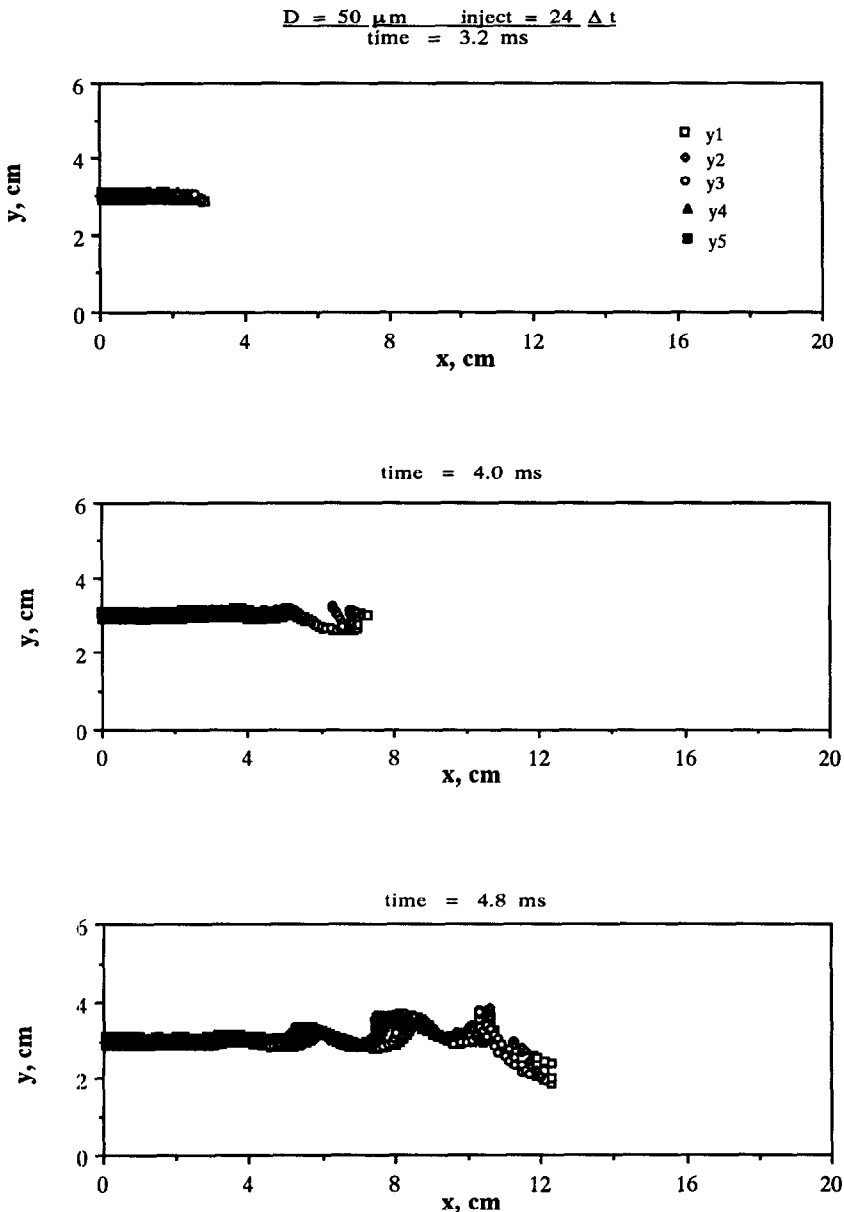 D = 50 μm inject = 24 Δ t
time = 3.2 ms
6
4
2
0
y, cm
y1
y2
y3
y4
y5
0 4 8 12 16 20
x, cm
time = 4.0 ms
6
4
2
0
y, cm
0 4 8 12 16 20
x, cm
time = 4.8 ms
6
4
2
0
y, cm
0 4 8 12 16 20
x, cm